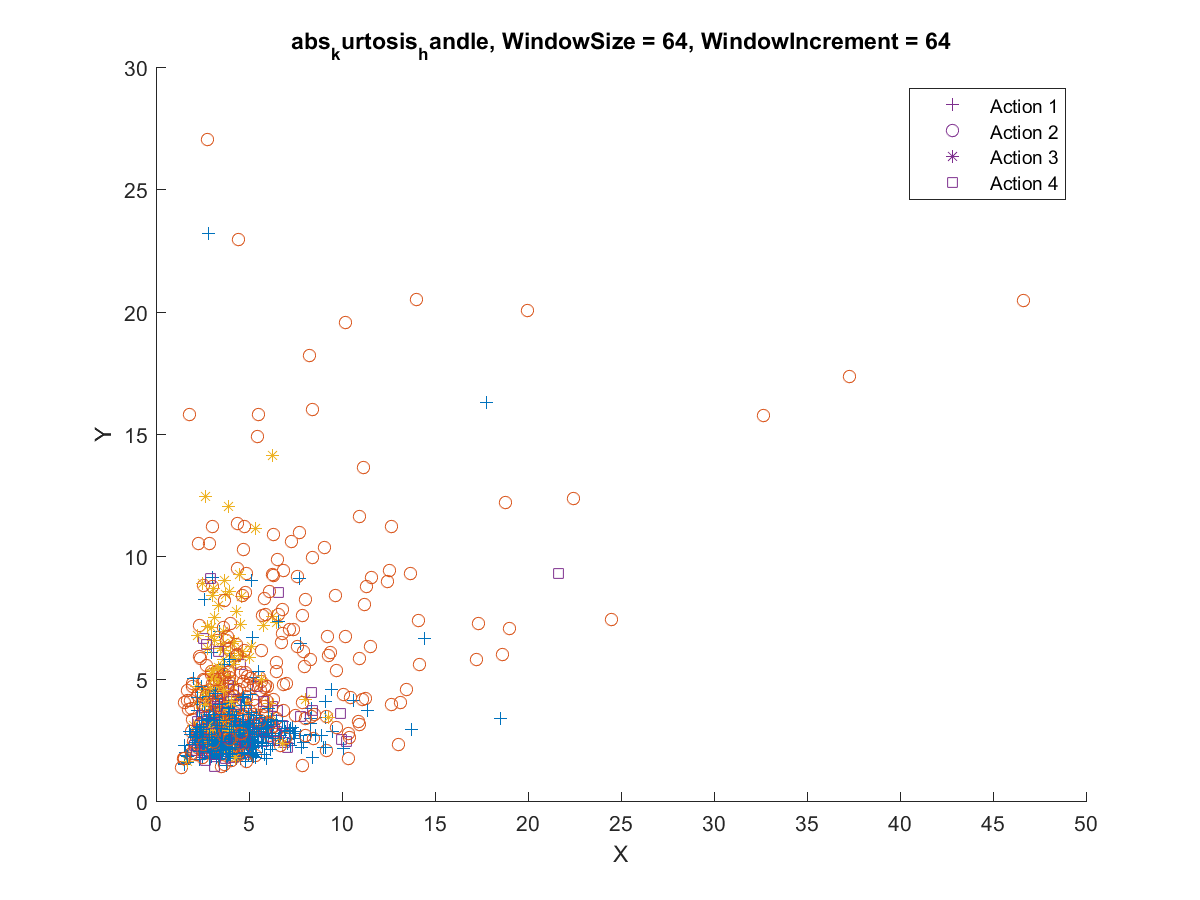 abs_kurtosis_handle, WindowSize = 64, WindowIncrement = 64
30
25
20
15
10
5
0
Y
0 5 10 15 20 25 30 35 40 45 50
X
Action 1
Action 2
Action 3
Action 4